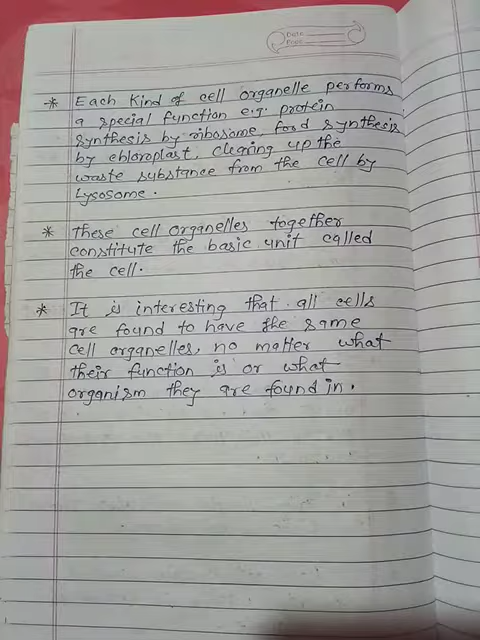 Date
Page
* Each kind of cell organelle performs
a special function e.g. protein
synthesis by ribosome food synthesis
by chloroplast, clearing up the
waste substance from the cell by
Lysosome.
* These cell organelles together
constitute the basic unit called
the cell.
* It is interesting that all cells
are found to have the same
cell organelles, no matter what
their function is or what
organism they are found in.